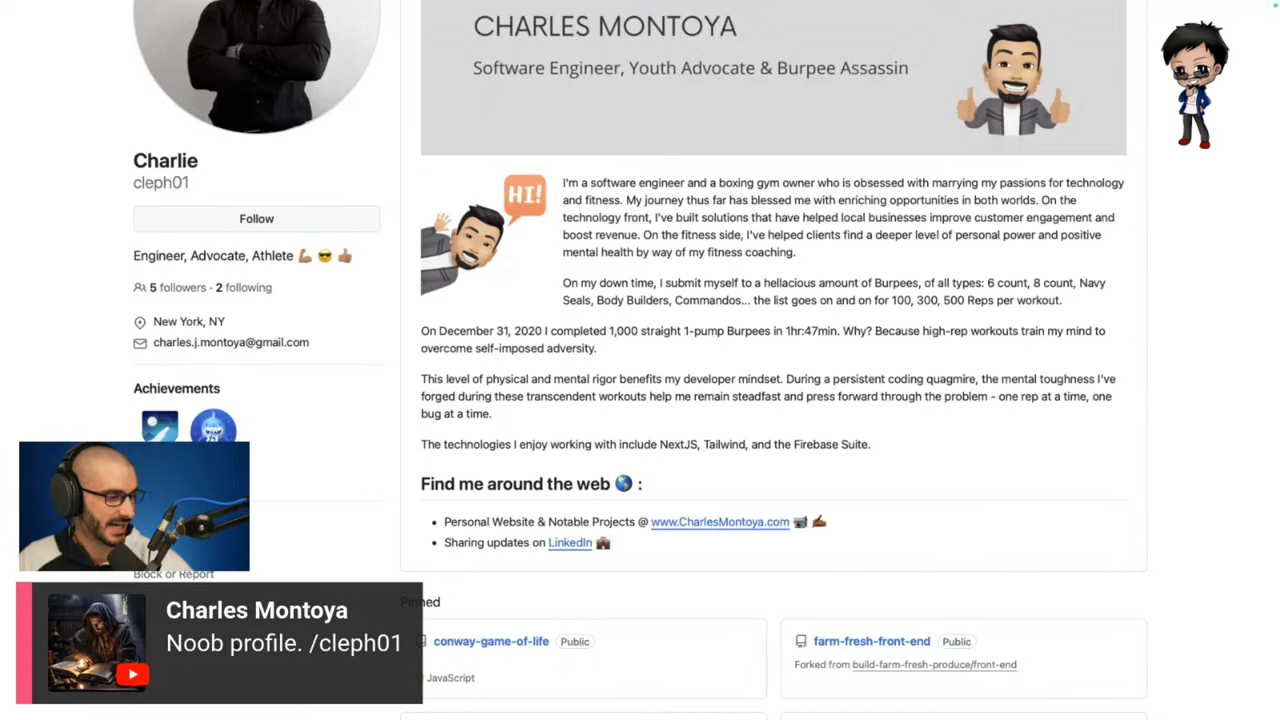 CHARLES MONTOYA
Software Engineer, Youth Advocate & Burpee Assassin
Charlie
cleph01
Follow
Engineer, Advocate, Athlete
5 followers · 2 following
New York, NY
charles.j.montoya@gmail.com
Achievements
Block or Report
HI!
I'm a software engineer and a boxing gym owner who is obsessed with marrying my passions for technology
and fitness. My journey thus far has blessed me with enriching opportunities in both worlds. On the
technology front, I've built solutions that have helped local businesses improve customer engagement and
boost revenue. On the fitness side, I've helped clients find a deeper level of personal power and positive
mental health by way of my fitness coaching.
On my down time, I submit myself to a hellacious amount of Burpees, of all types: 6 count, 8 count, Navy
Seals, Body Builders, Commandos... the list goes on and on for 100, 300, 500 Reps per workout.
On December 31, 2020 I completed 1,000 straight 1-pump Burpees in 1hr:47min. Why? Because high-rep workouts train my mind to
overcome self-imposed adversity.
This level of physical and mental rigor benefits my developer mindset. During a persistent coding quagmire, the mental toughness I've
forged during these transcendent workouts help me remain steadfast and press forward through the problem - one rep at a time, one
bug at a time.
The technologies I enjoy working with include NextJS, Tailwind, and the Firebase Suite.
Find me around the web 🌎 :
• Personal Website & Notable Projects @ www.CharlesMontoya.com
• Sharing updates on LinkedIn
Pinned
conway-game-of-life Public
JavaScript
farm-fresh-front-end Public
Forked from build-farm-fresh-produce/front-end
Charles Montoya
Noob profile. /cleph01